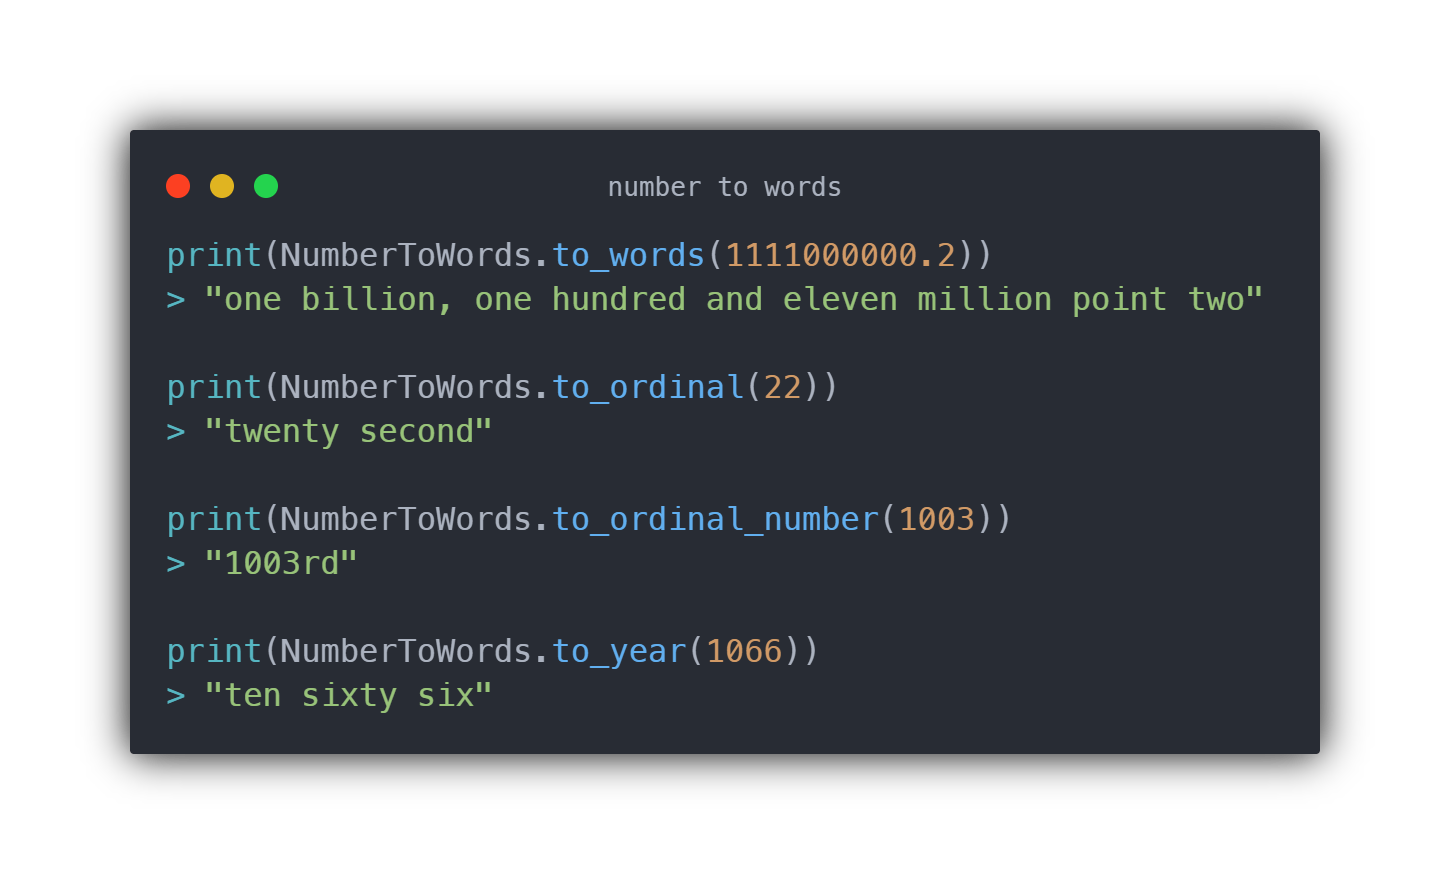 number to words
print(NumberToWords.to_words(1111000000.2))
> "one billion, one hundred and eleven million point two"
print(NumberToWords.to_ordinal(22))
> "twenty second"
print(NumberToWords.to_ordinal_number(1003))
> "1003rd"
print(NumberToWords.to_year(1066))
> "ten sixty six"